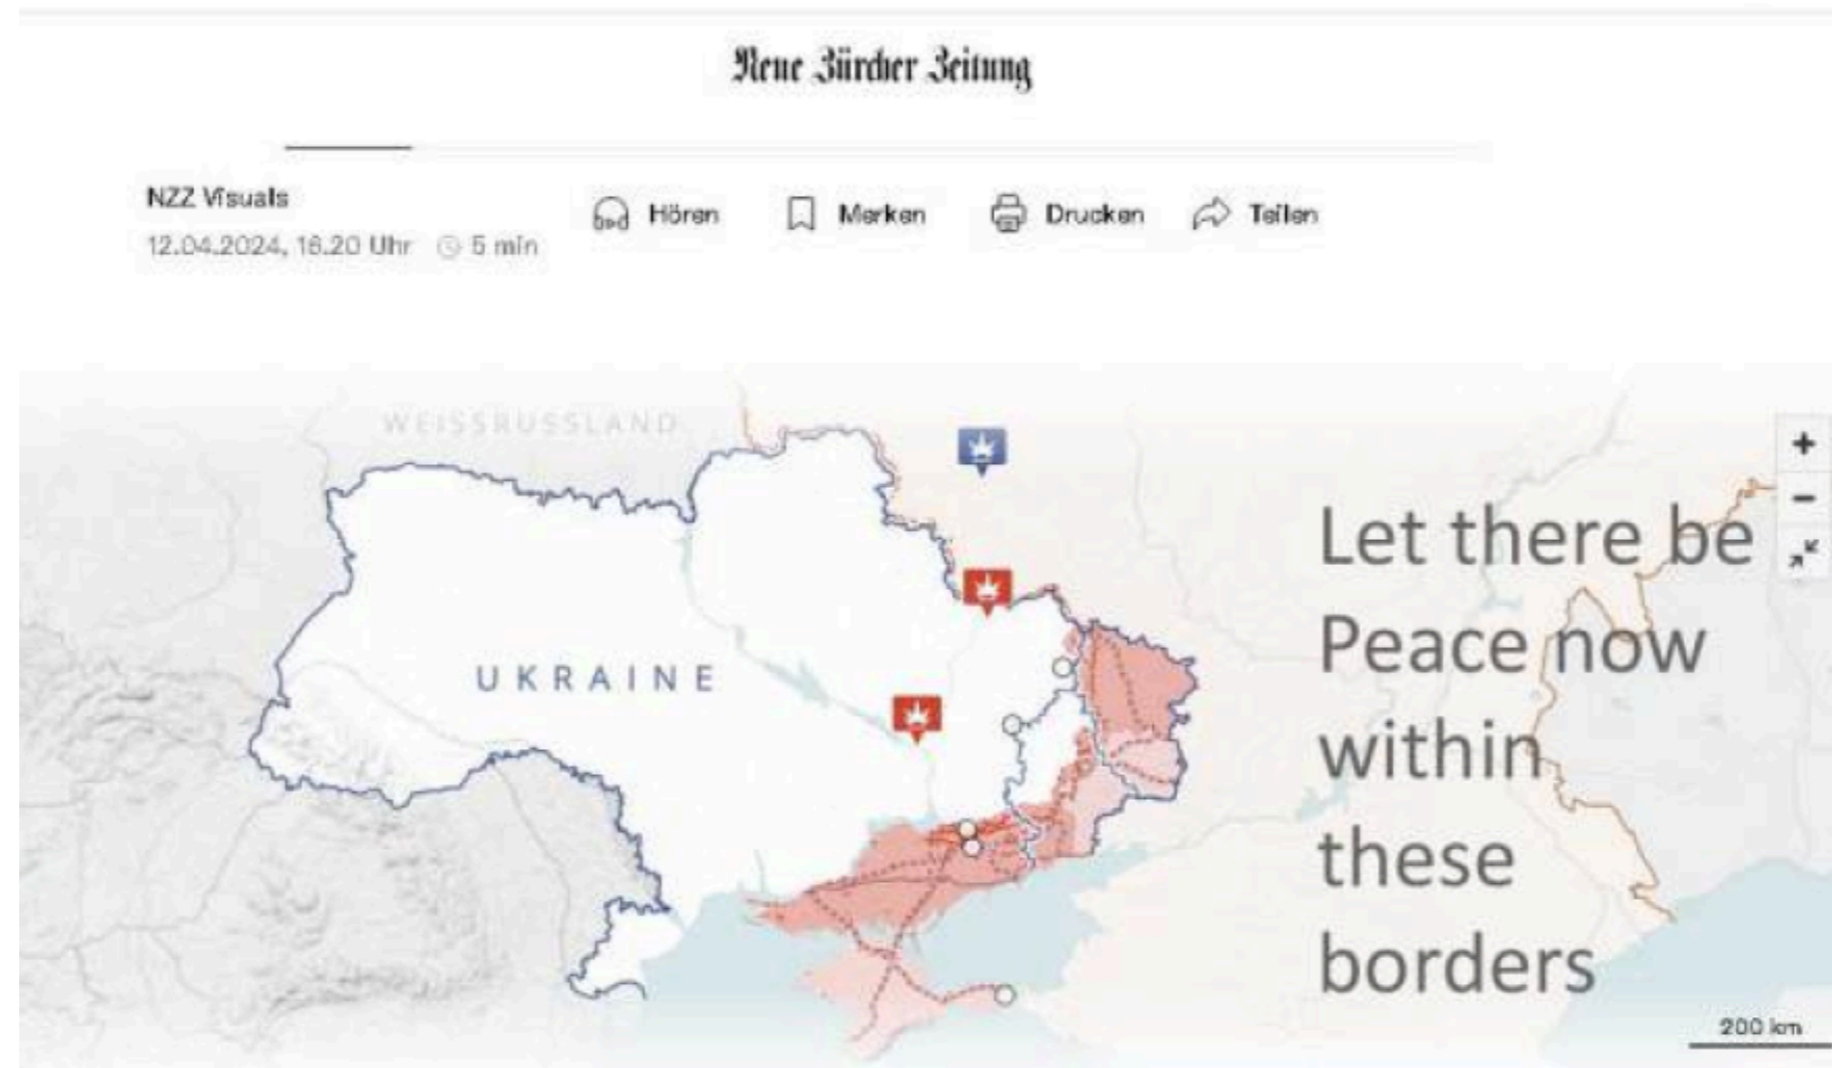 Neue Zürcher Zeitung
NZZ Visuals
12.04.2024, 16.20 Uhr 5 min
Hören
Merken
Drucken
Teilen
WEISSRUSSLAND
UKRAINE
Let there be
Peace now
within
these
borders
+
−
200 km